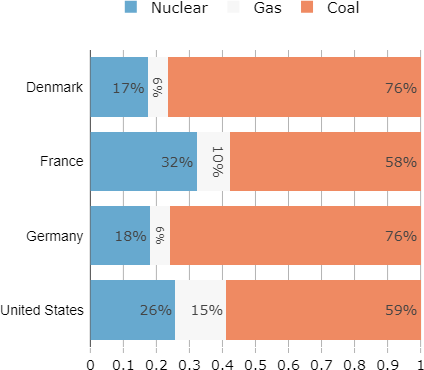 Nuclear Gas Coal
Denmark 17% 6% 76%
France 32% 10% 58%
Germany 18% 6% 76%
United States 26% 15% 59%
0 0.1 0.2 0.3 0.4 0.5 0.6 0.7 0.8 0.9 1